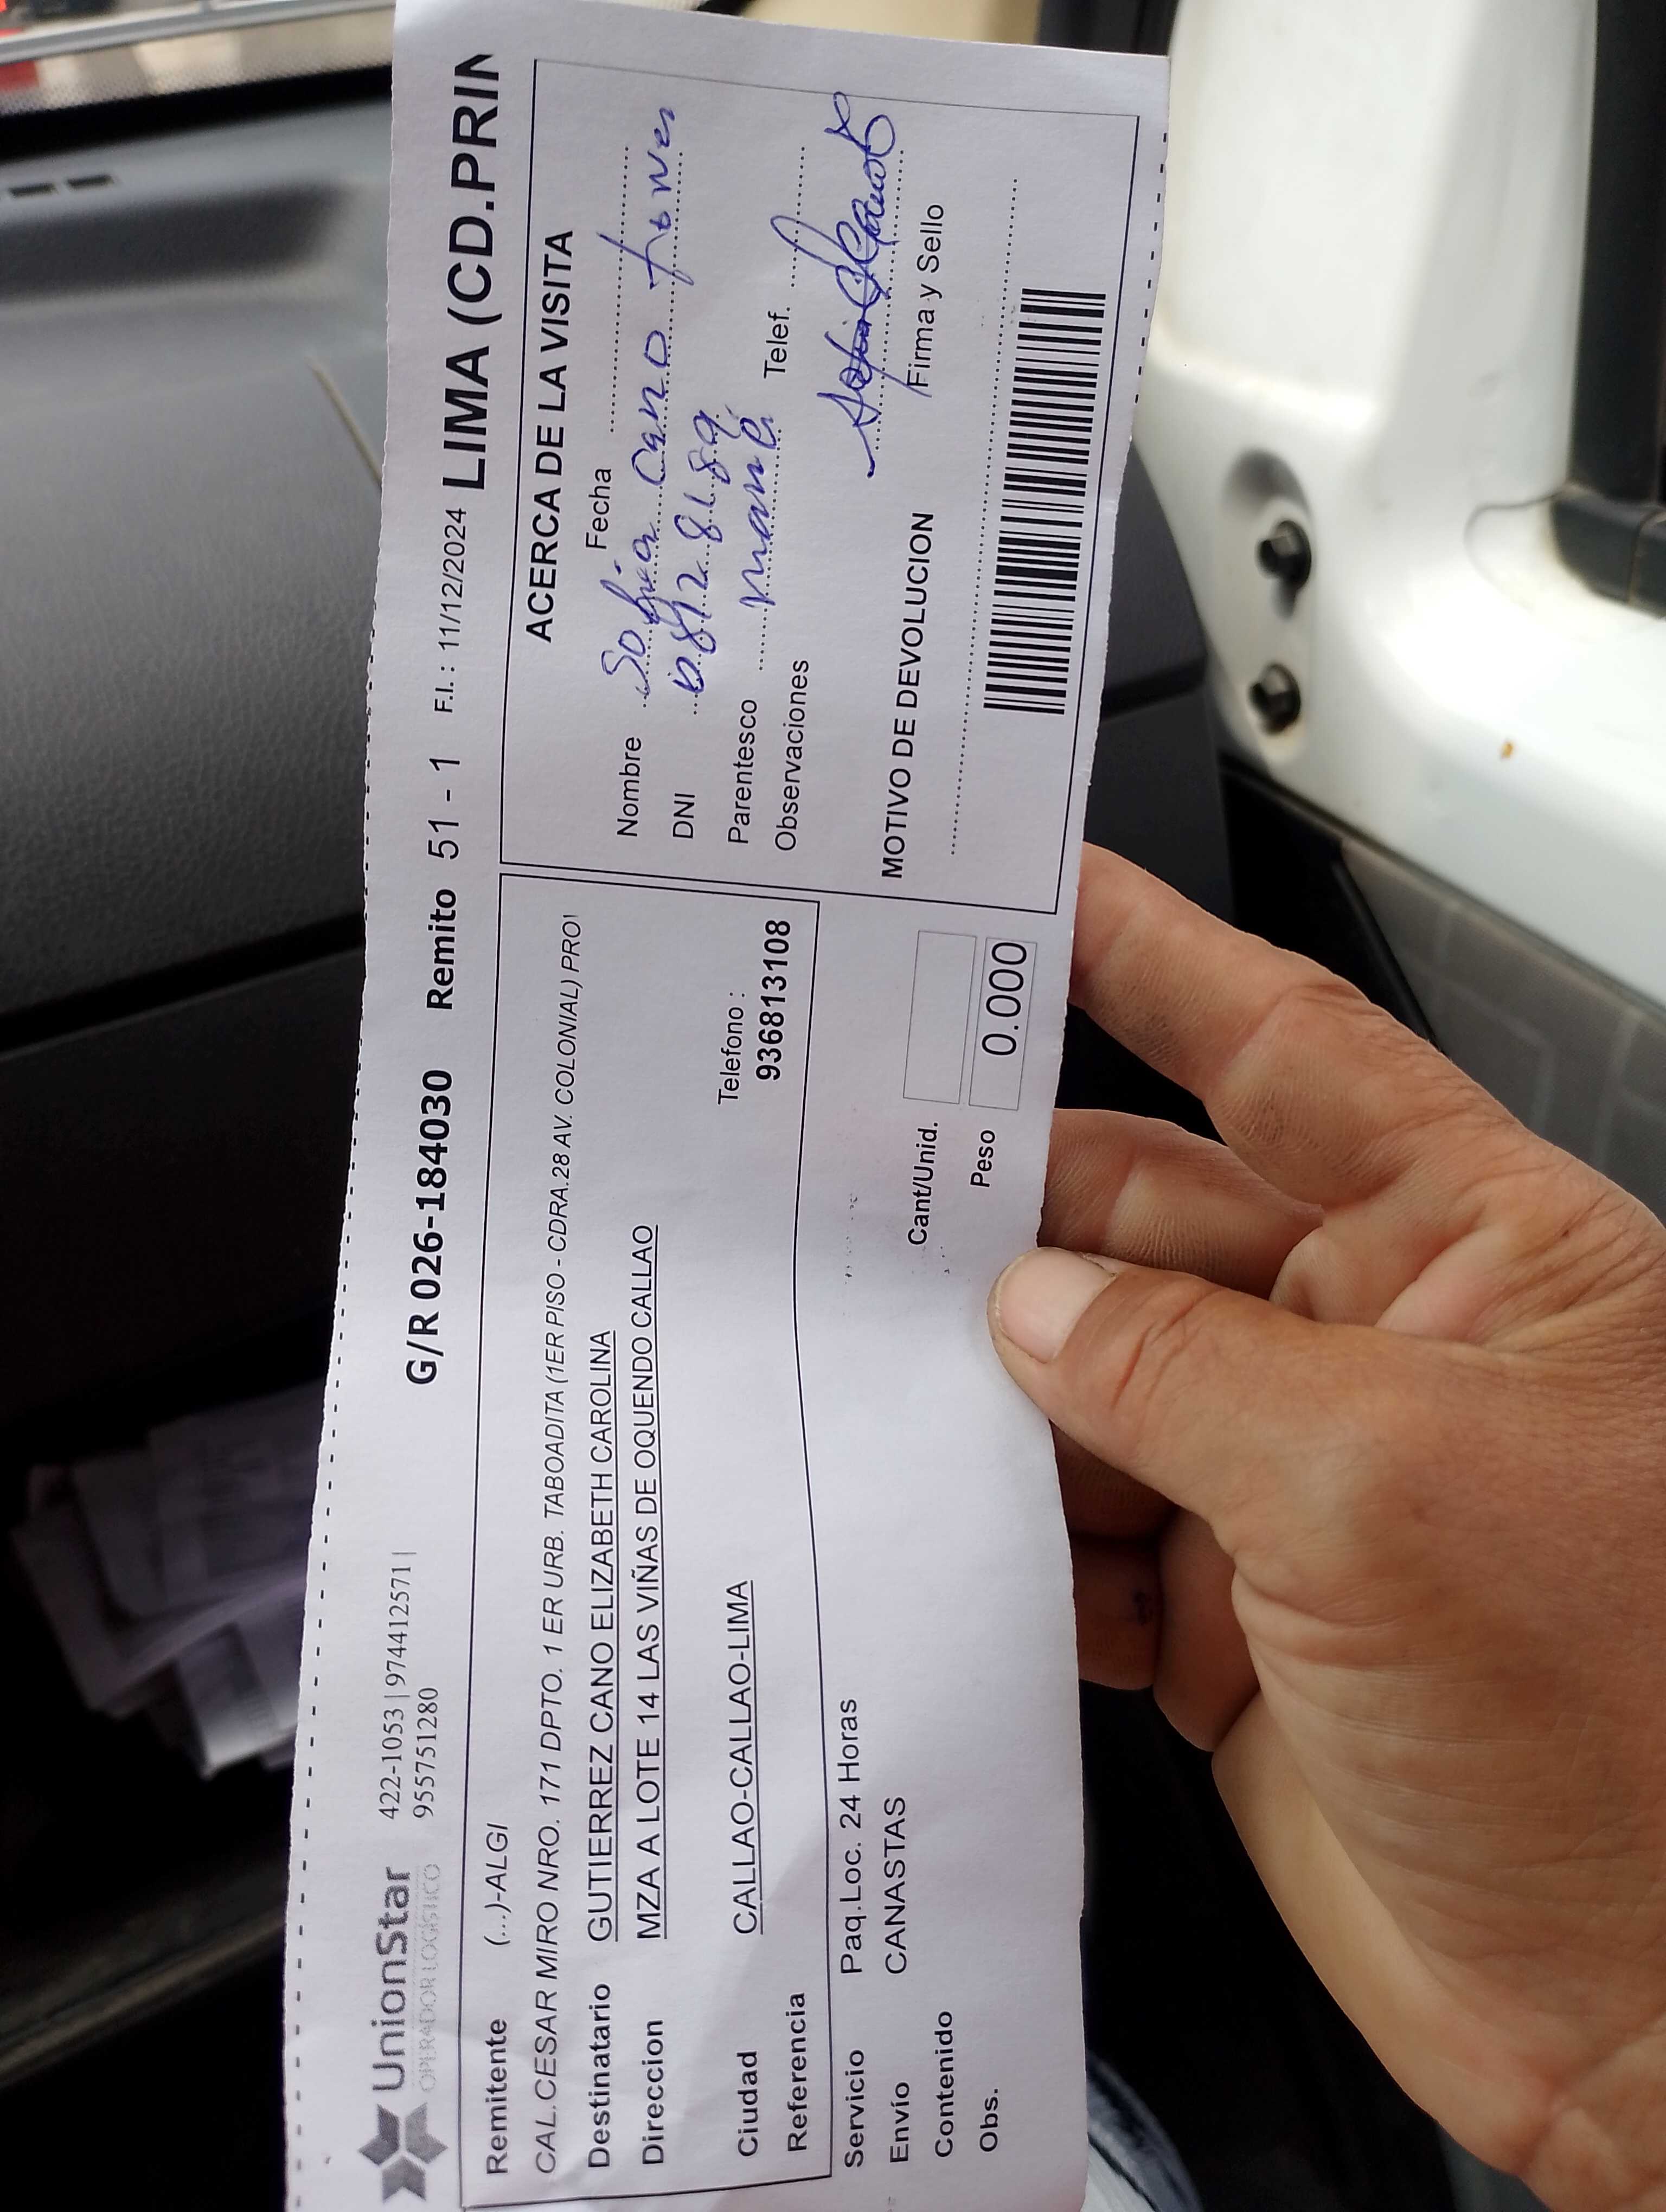 UnionStar 422-1053 | 974412571 | G/R 026-184030 Remito 51 - 1 F.I.: 11/12/2024 LIMA (CD.PRIN
OPERADOR LOGÍSTICO 955751280
Remitente (...)-ALGI
CAL.CESAR MIRO NRO. 171 DPTO. 1 ER URB. TABOADITA (1ER PISO - CDRA.28 AV. COLONIAL) PRO
Destinatario GUTIERREZ CANO ELIZABETH CAROLINA
Direccion MZA A LOTE 14 LAS VIÑAS DE OQUENDO CALLAO
Ciudad CALLAO-CALLAO-LIMA
Telefono :
936813108
Referencia
Servicio Paq.Loc. 24 Horas
Envío CANASTAS
Contenido
Obs.
Cant/Unid.
Peso 0.000
ACERCA DE LA VISITA
Fecha
Nombre Sofia Cano
DNI
Parentesco mamá
Observaciones Telef.
Firma y Sello
MOTIVO DE DEVOLUCION